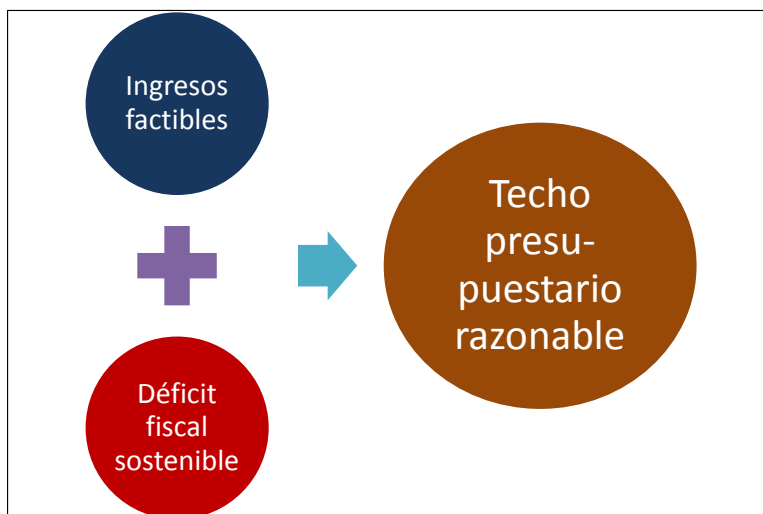 Ingresos
factibles
Déficit
fiscal
sostenible
Techo
presu-
puestario
razonable